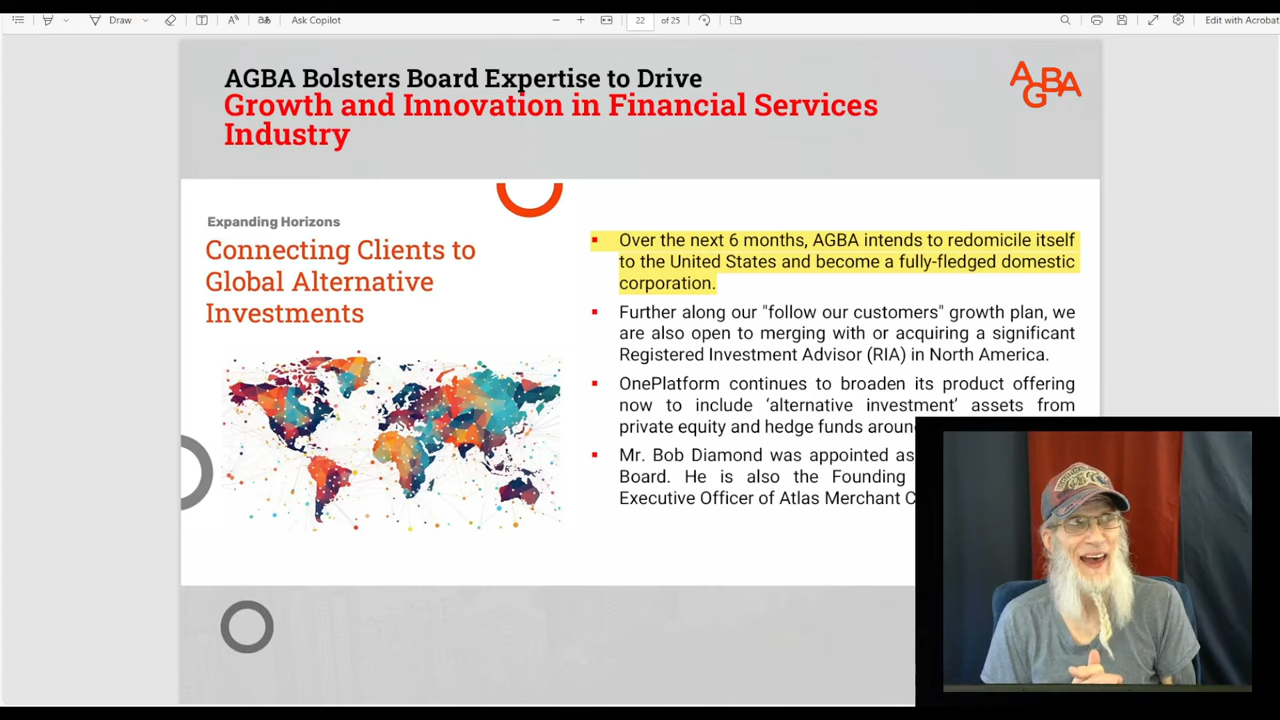 Draw
Ask Copilot
22 of 25
Edit with Acrobat
AGBA Bolsters Board Expertise to Drive
Growth and Innovation in Financial Services
Industry
AGBA
Expanding Horizons
Connecting Clients to
Global Alternative
Investments
Over the next 6 months, AGBA intends to redomicile itself
to the United States and become a fully-fledged domestic
corporation.
Further along our "follow our customers" growth plan, we
are also open to merging with or acquiring a significant
Registered Investment Advisor (RIA) in North America.
OnePlatform continues to broaden its product offering
now to include ‘alternative investment’ assets from
private equity and hedge funds aroun
Mr. Bob Diamond was appointed as
Board. He is also the Founding
Executive Officer of Atlas Merchant C